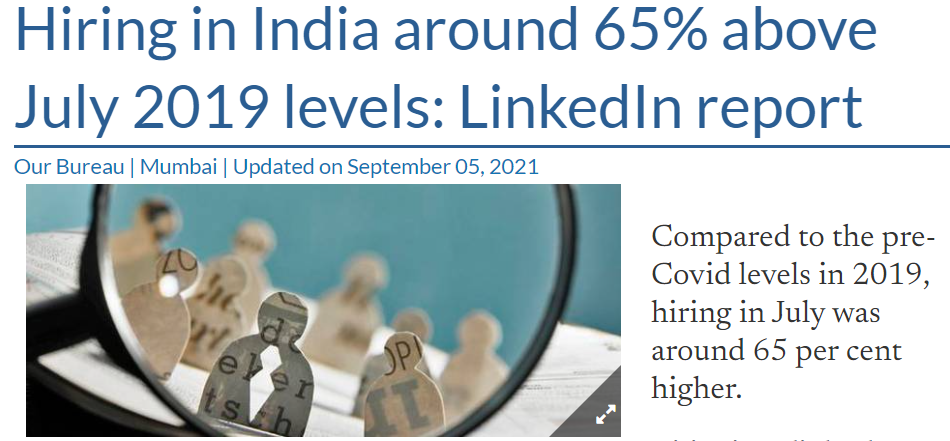 Hiring in India around 65% above
July 2019 levels: LinkedIn report
Our Bureau | Mumbai | Updated on September 05, 2021
Compared to the pre-
Covid levels in 2019,
hiring in July was
around 65 per cent
higher.